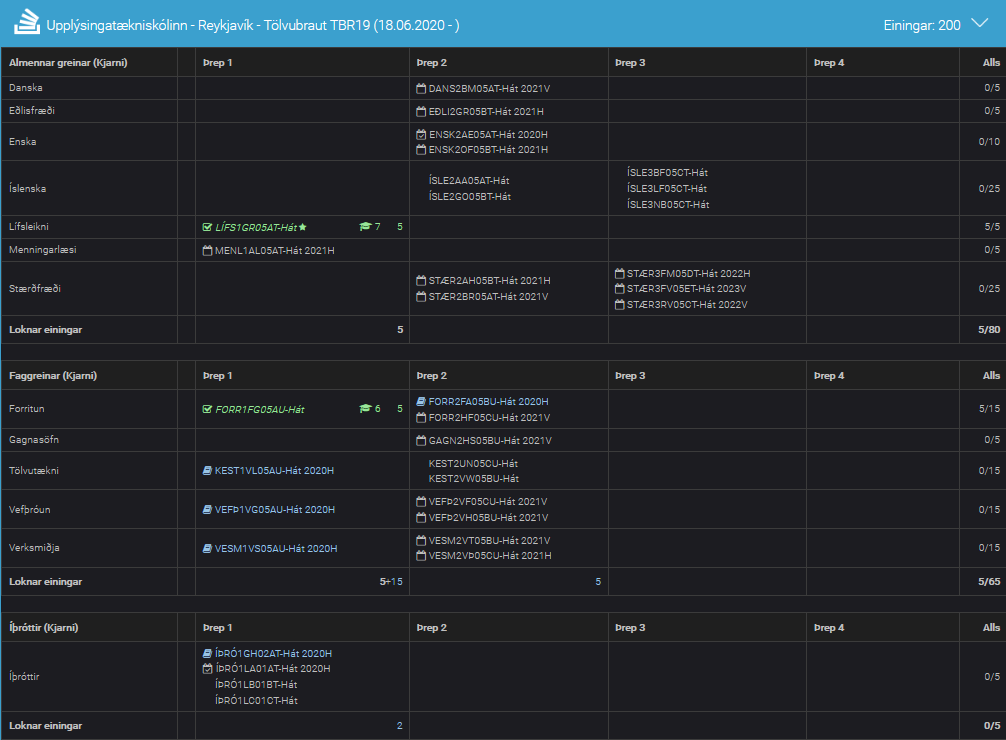 Upplýsingatækniskólinn - Reykjavík - Tölvubraut TBR19 (18.06.2020 - ) Einingar: 200
Almennar greinar (Kjarni) Þrep 1 Þrep 2 Þrep 3 Þrep 4 Alls
Danska DANS2BM05AT-Hát 2021V 0/5
Eðlisfræði EÐLI2GR05BT-Hát 2021H 0/5
Enska ENSK2AE05AT-Hát 2020H 0/10
ENSK2OF05BT-Hát 2021H
Íslenska ÍSLE2AA05AT-Hát ÍSLE3BF05CT-Hát 0/25
ÍSLE2GO05BT-Hát ÍSLE3LF05CT-Hát
ÍSLE3NB05CT-Hát
Lífsleikni LÍFS1GR05AT-Hát 7 5 5/5
Menningarlæsi MENL1AL05AT-Hát 2021H 0/5
Stærðfræði STÆR2AH05BT-Hát 2021H STÆR3FM05DT-Hát 2022H 0/25
STÆR2BR05AT-Hát 2021V STÆR3FV05ET-Hát 2023V
STÆR3RV05CT-Hát 2022V
Loknar einingar 5 5/80
Faggreinar (Kjarni) Þrep 1 Þrep 2 Þrep 3 Þrep 4 Alls
Forritun FORR1FG05AU-Hát 6 5 FORR2FA05BU-Hát 2020H 5/15
FORR2HF05CU-Hát 2021V
Gagnasöfn GAGN2HS05BU-Hát 2021V 0/5
Tölvutækni KEST1VL05AU-Hát 2020H KEST2UN05CU-Hát 0/15
KEST2VW05BU-Hát
Vefþróun VEFÞ1VG05AU-Hát 2020H VEFÞ2VF05CU-Hát 2021V 0/15
VEFÞ2VH05BU-Hát 2021V
Verksmiðja VESM1VS05AU-Hát 2020H VESM2VT05BU-Hát 2021V 0/15
VESM2VÞ05CU-Hát 2021H
Loknar einingar 5+15 5 5/65
Íþróttir (Kjarni) Þrep 1 Þrep 2 Þrep 3 Þrep 4 Alls
Íþróttir ÍÞRÓ1GH02AT-Hát 2020H 0/5
ÍÞRÓ1LA01AT-Hát 2020H
ÍÞRÓ1LB01BT-Hát
ÍÞRÓ1LC01CT-Hát
Loknar einingar 2 0/5